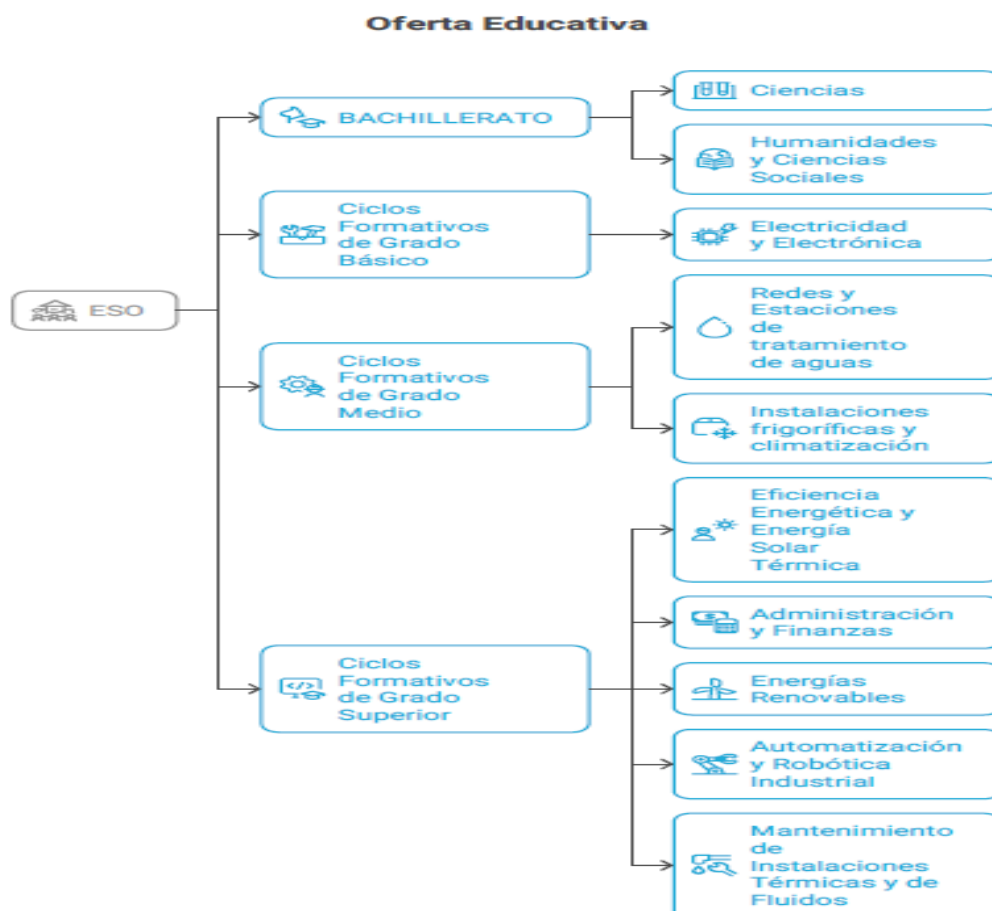 Oferta Educativa
ESO
BACHILLERATO
Ciencias
Humanidades
y Ciencias
Sociales
Ciclos
Formativos
de Grado
Básico
Electricidad
y Electrónica
Ciclos
Formativos
de Grado
Medio
Redes y
Estaciones
de
tratamiento
de aguas
Instalaciones
frigoríficas y
climatización
Ciclos
Formativos
de Grado
Superior
Eficiencia
Energética y
Energía
Solar
Térmica
Administración
y Finanzas
Energías
Renovables
Automatización
y Robótica
Industrial
Mantenimiento
de
Instalaciones
Térmicas y de
Fluidos